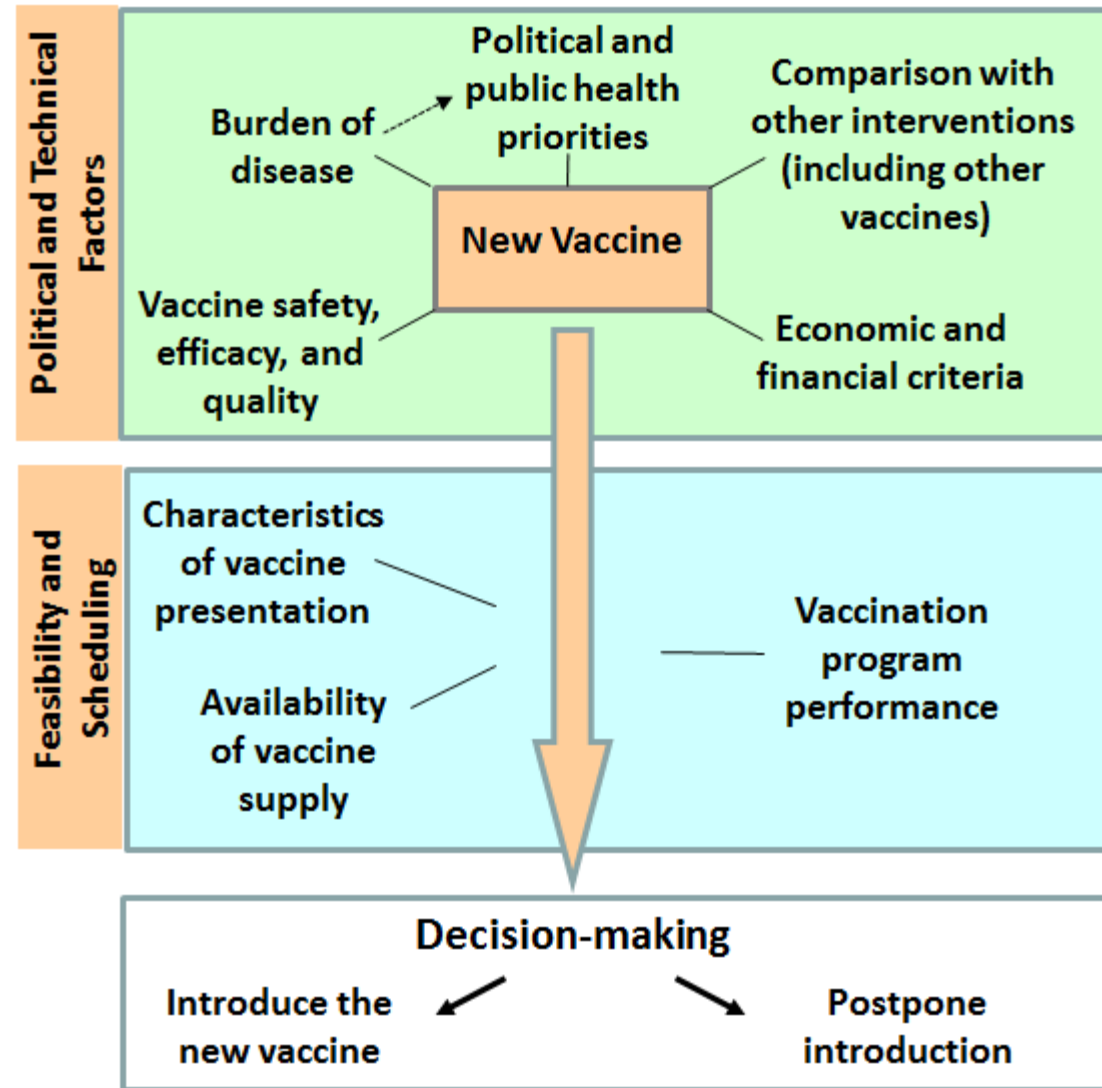 Political and Technical
Factors
Political and
public health
priorities
Burden of
disease
Comparison with
other interventions
(including other
vaccines)
New Vaccine
Vaccine safety,
efficacy, and
quality
Economic and
financial criteria
Feasibility and
Scheduling
Characteristics
of vaccine
presentation
Availability
of vaccine
supply
Vaccination
program
performance
Decision-making
Introduce the
new vaccine
Postpone
introduction